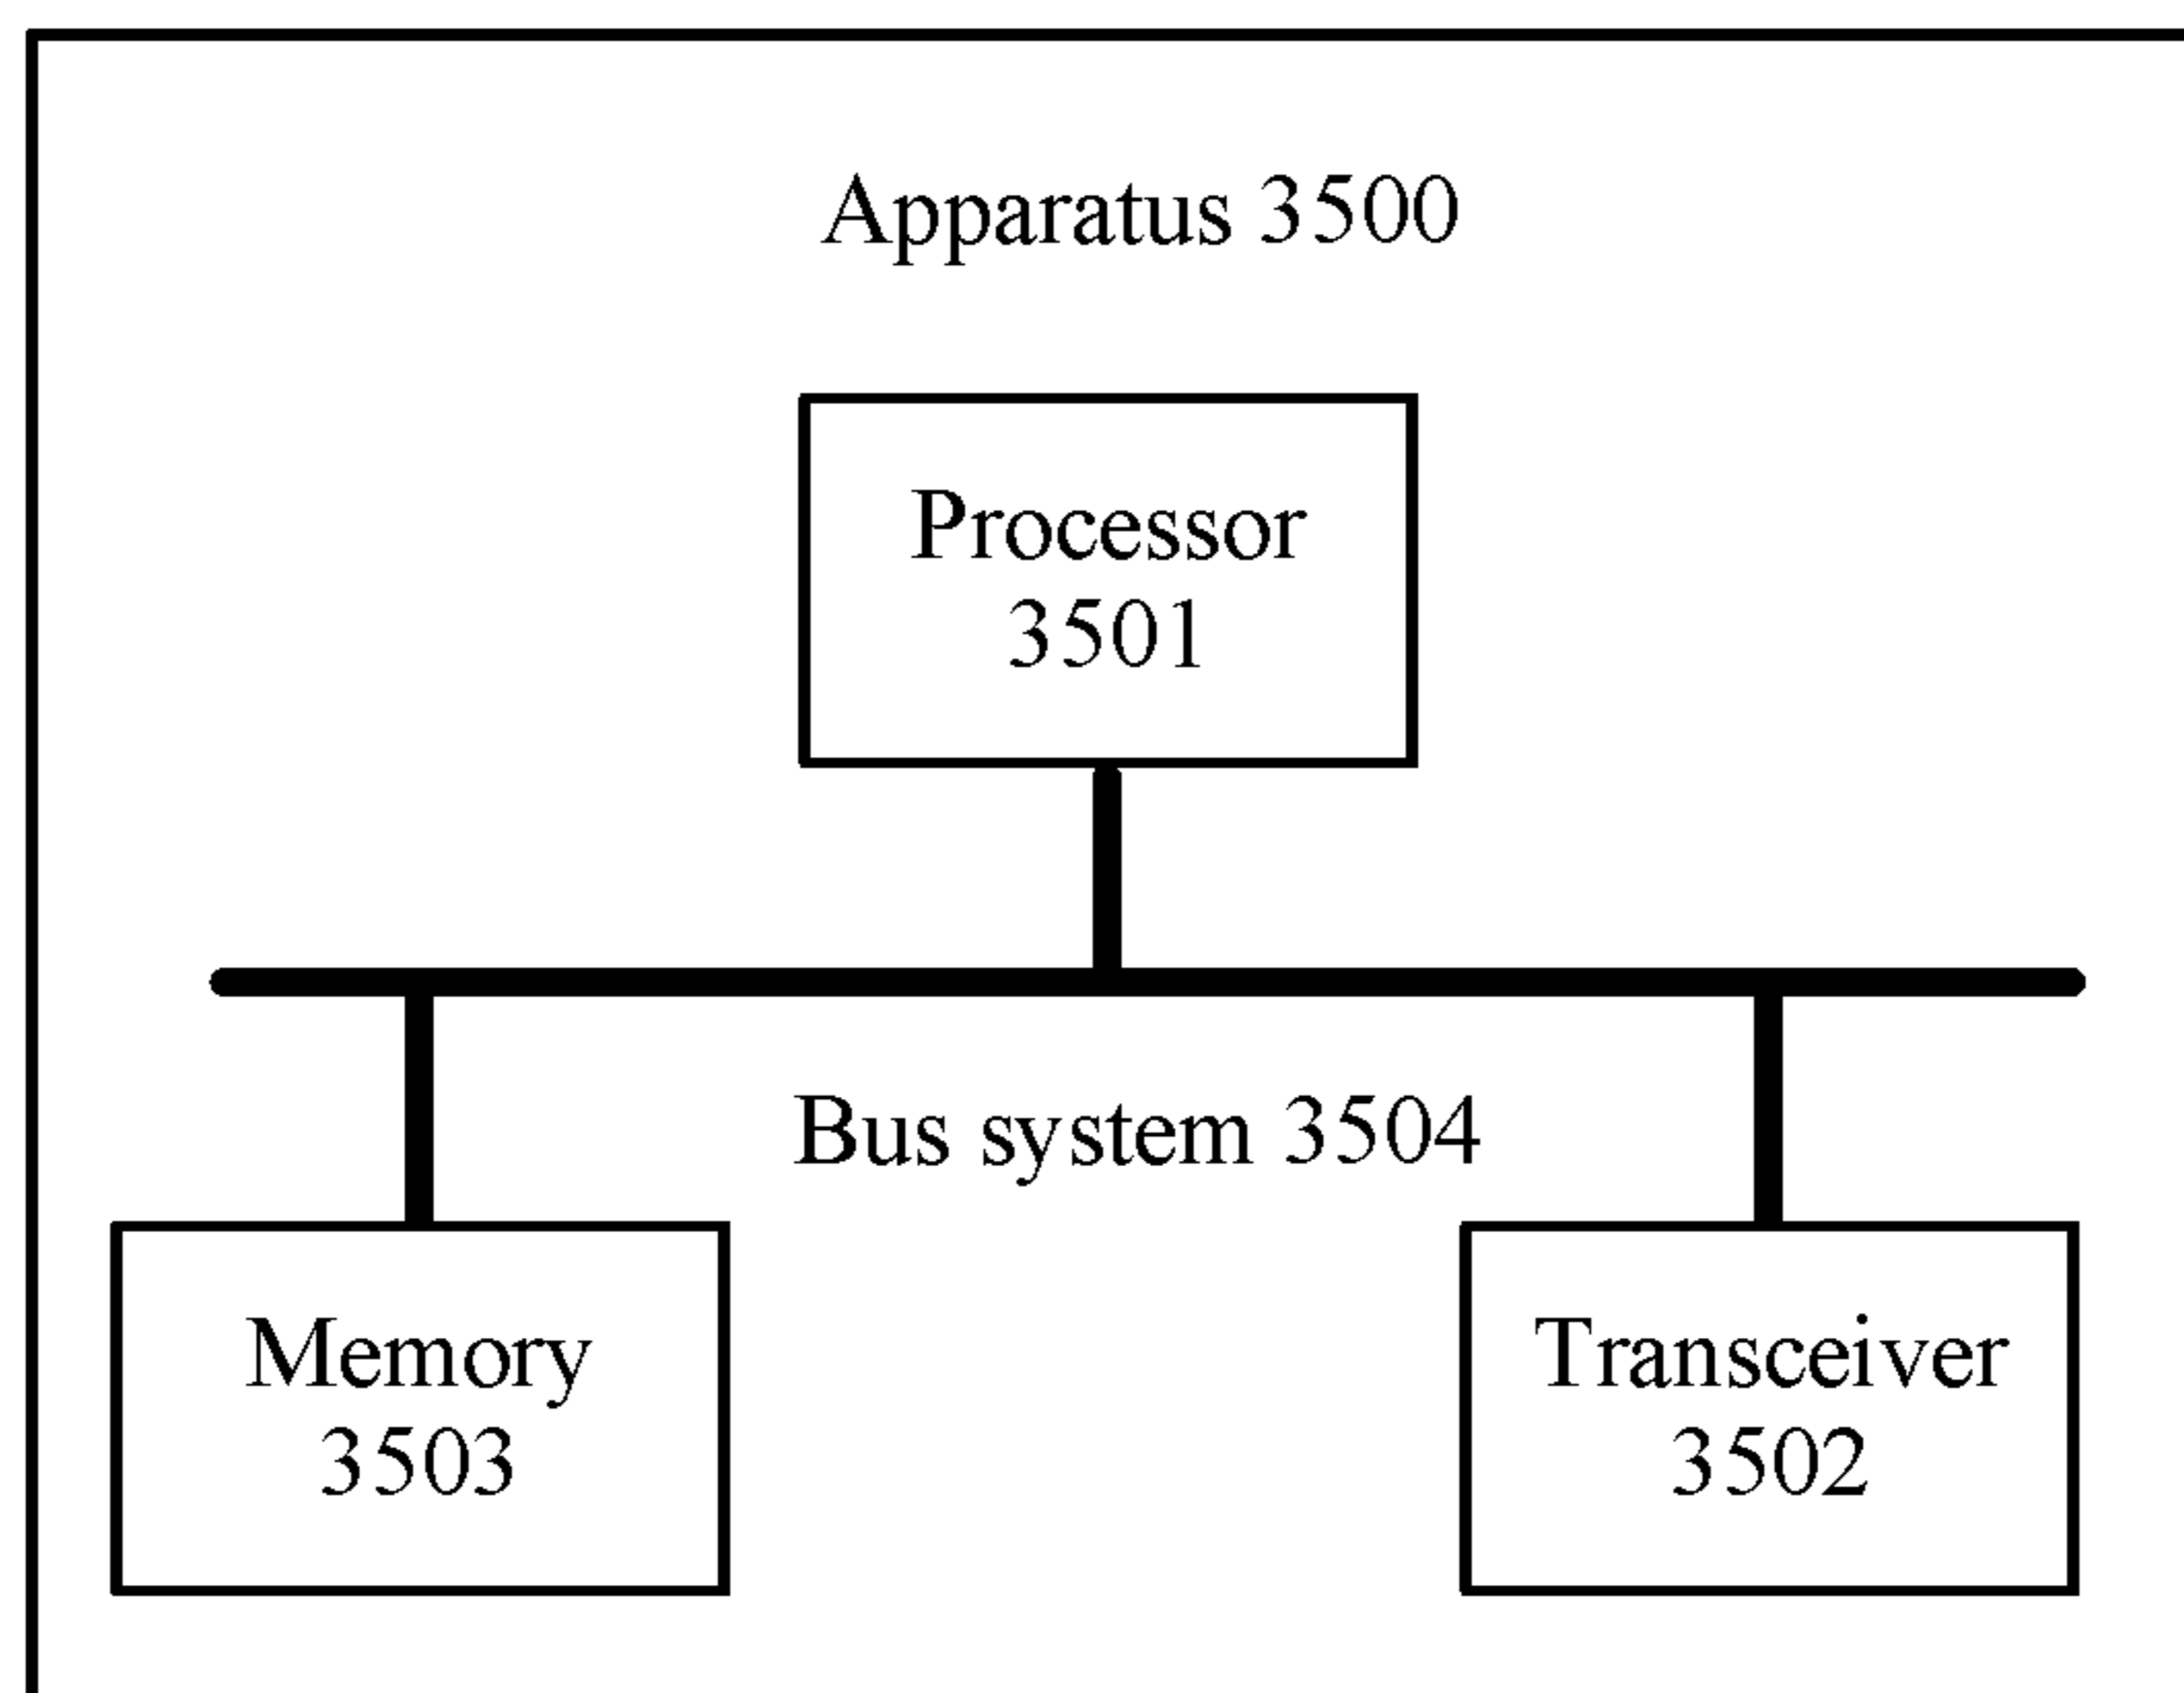 Apparatus 3500
Processor
3501
Bus system 3504
Memory
3503
Transceiver
3502